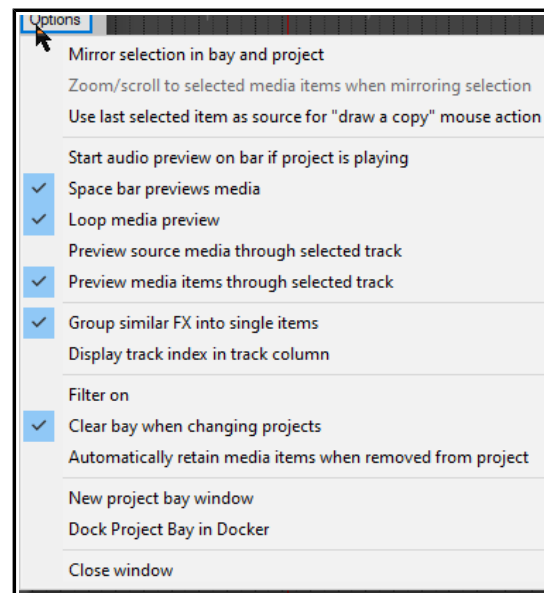 Options
Mirror selection in bay and project
Zoom/scroll to selected media items when mirroring selection
Use last selected item as source for "draw a copy" mouse action
Start audio preview on bar if project is playing
Space bar previews media
Loop media preview
Preview source media through selected track
Preview media items through selected track
Group similar FX into single items
Display track index in track column
Filter on
Clear bay when changing projects
Automatically retain media items when removed from project
New project bay window
Dock Project Bay in Docker
Close window